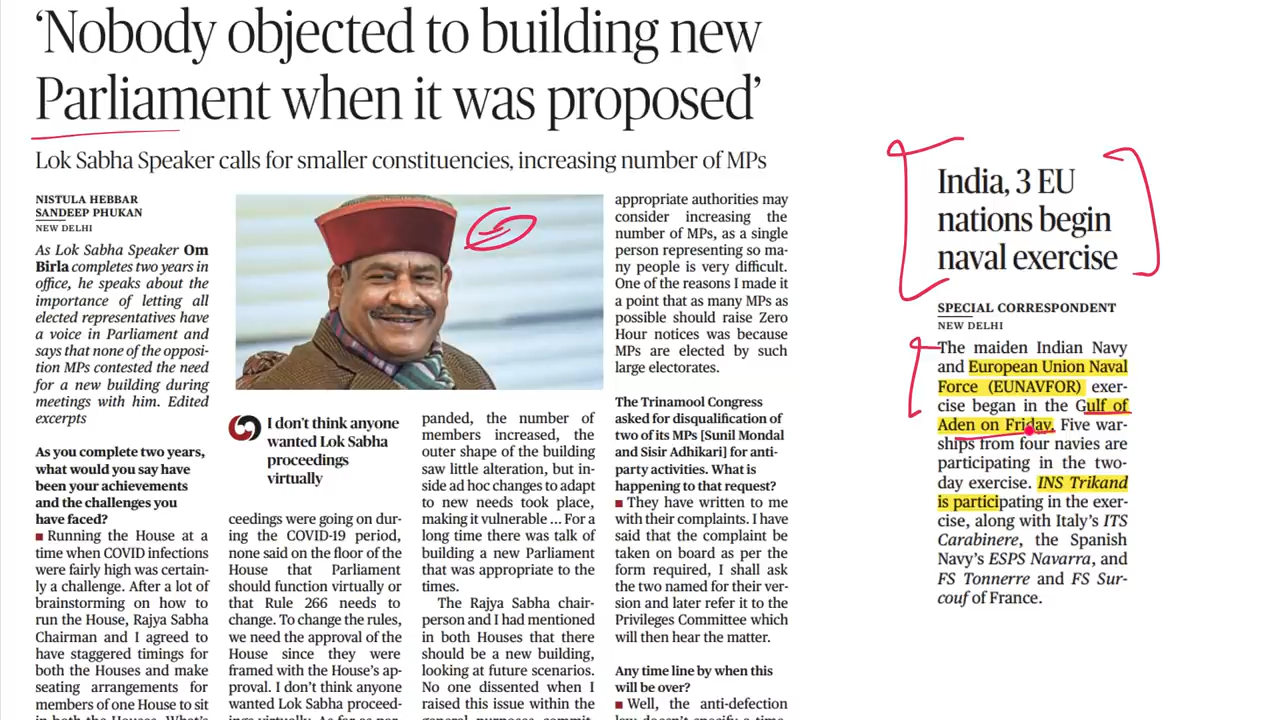 ‘Nobody objected to building new
Parliament when it was proposed’
Lok Sabha Speaker calls for smaller constituencies, increasing number of MPs
NISTULA HEBBAR
SANDEEP PHUKAN
NEW DELHI
As Lok Sabha Speaker Om
Birla completes two years in
office, he speaks about the
importance of letting all
elected representatives have
a voice in Parliament and
says that none of the opposi-
tion MPs contested the need
for a new building during
meetings with him. Edited
excerpts
As you complete two years,
what would you say have
been your achievements
and the challenges you
have faced?
■ Running the House at a
time when COVID infections
were fairly high was certain-
ly a challenge. After a lot of
brainstorming on how to
run the House, Rajya Sabha
Chairman and I agreed to
have staggered timings for
both the Houses and make
seating arrangements for
members of one House to sit
in both the Houses. What’s
I don’t think anyone
wanted Lok Sabha
proceedings
virtually
ceedings were going on dur-
ing the COVID-19 period,
none said on the floor of the
House that Parliament
should function virtually or
that Rule 266 needs to
change. To change the rules,
we need the approval of the
House since they were
framed with the House’s ap-
proval. I don’t think anyone
wanted Lok Sabha proceed-
ings virtually. As far as par-
panded, the number of
members increased, the
outer shape of the building
saw little alteration, but in-
side ad hoc changes to adapt
to new needs took place,
making it vulnerable ... For a
long time there was talk of
building a new Parliament
that was appropriate to the
times.
The Rajya Sabha chair-
person and I had mentioned
in both Houses that there
should be a new building,
looking at future scenarios.
No one dissented when I
raised this issue within the
general purposes commit-
appropriate authorities may
consider increasing the
number of MPs, as a single
person representing so ma-
ny people is very difficult.
One of the reasons I made it
a point that as many MPs as
possible should raise Zero
Hour notices was because
MPs are elected by such
large electorates.
The Trinamool Congress
asked for disqualification of
two of its MPs [Sunil Mondal
and Sisir Adhikari] for anti-
party activities. What is
happening to that request?
■ They have written to me
with their complaints. I have
said that the complaint be
taken on board as per the
form required, I shall ask
the two named for their ver-
sion and later refer it to the
Privileges Committee which
will then hear the matter.
Any time line by when this
will be over?
■ Well, the anti-defection
law doesn’t specify a time
India, 3 EU
nations begin
naval exercise
SPECIAL CORRESPONDENT
NEW DELHI
The maiden Indian Navy
and European Union Naval
Force (EUNAVFOR) exer-
cise began in the Gulf of
Aden on Friday. Five war-
ships from four navies are
participating in the two-
day exercise. INS Trikand
is participating in the exer-
cise, along with Italy’s ITS
Carabinere, the Spanish
Navy’s ESPS Navarra, and
FS Tonnerre and FS Sur-
couf of France.